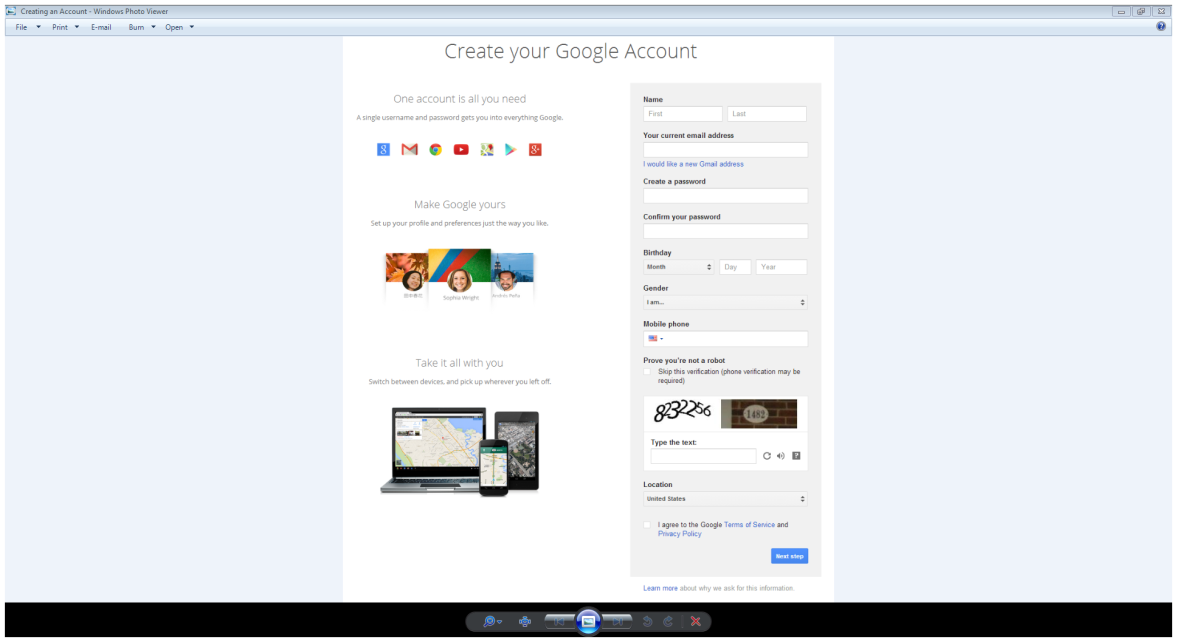 Creating an Account - Windows Photo Viewer
File Print E-mail Burn Open
Create your Google Account
One account is all you need
A single username and password gets you into everything Google.
Make Google yours
Set up your profile and preferences just the way you like.
Sophia Wright
Andrés Peña
Take it all with you
Switch between devices, and pick up wherever you left off.
Name
First Last
Your current email address
I would like a new Gmail address
Create a password
Confirm your password
Birthday
Month Day Year
Gender
I am...
Mobile phone
Prove you're not a robot
Skip this verification (phone verification may be
required)
8232256 1482
Type the text:
Location
United States
I agree to the Google Terms of Service and
Privacy Policy
Next step
Learn more about why we ask for this information.